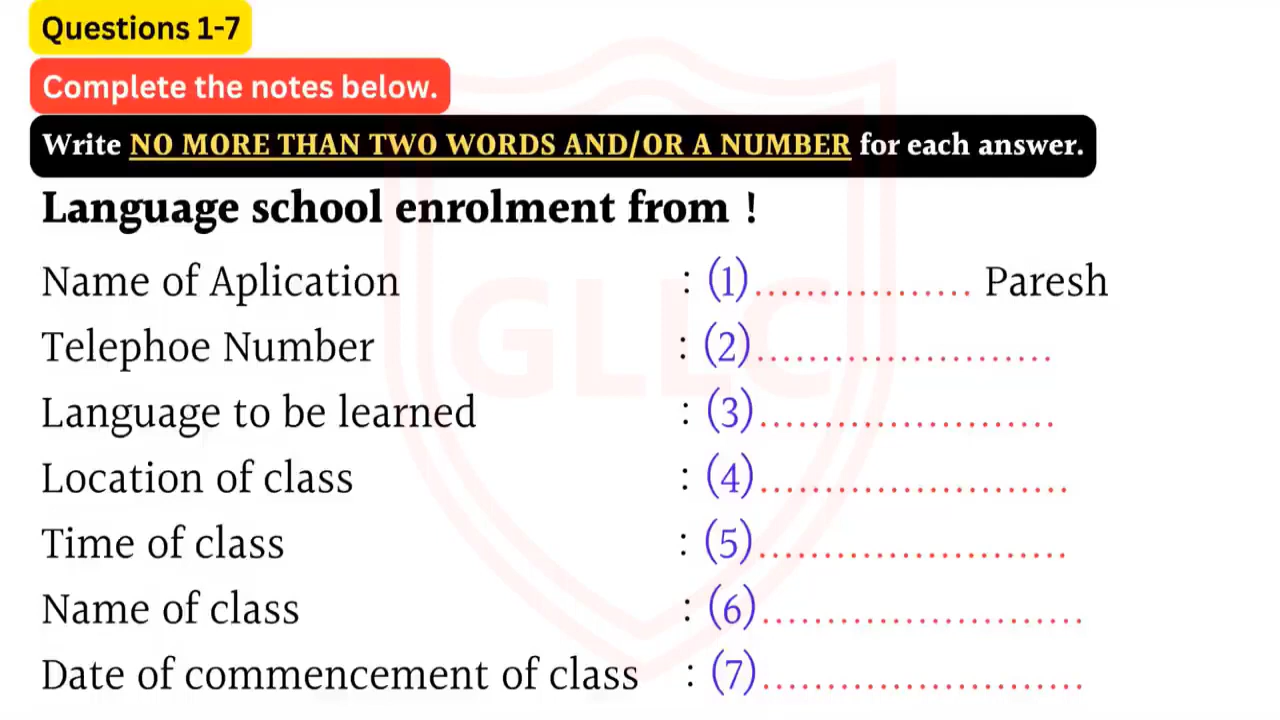 Questions 1-7
Complete the notes below.
Write NO MORE THAN TWO WORDS AND/OR A NUMBER for each answer.
Language school enrolment from !
Name of Aplication : (1)................. Paresh
Telephoe Number : (2).......................
Language to be learned : (3).......................
Location of class : (4)........................
Time of class : (5)........................
Name of class : (6).........................
Date of commencement of class : (7).........................
GLLC